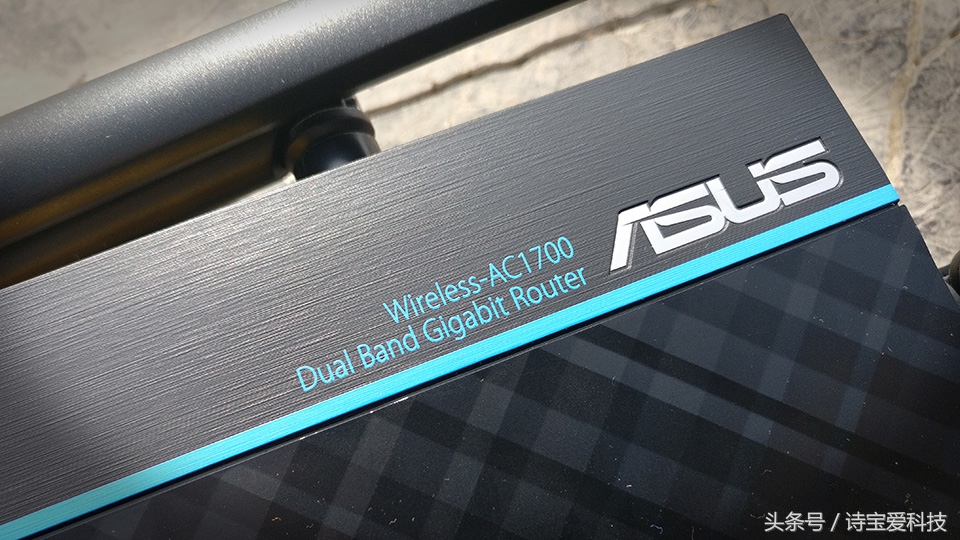 ASUS
Wireless-AC1700
Dual Band Gigabit Router
头条号 / 诗宝爱科技